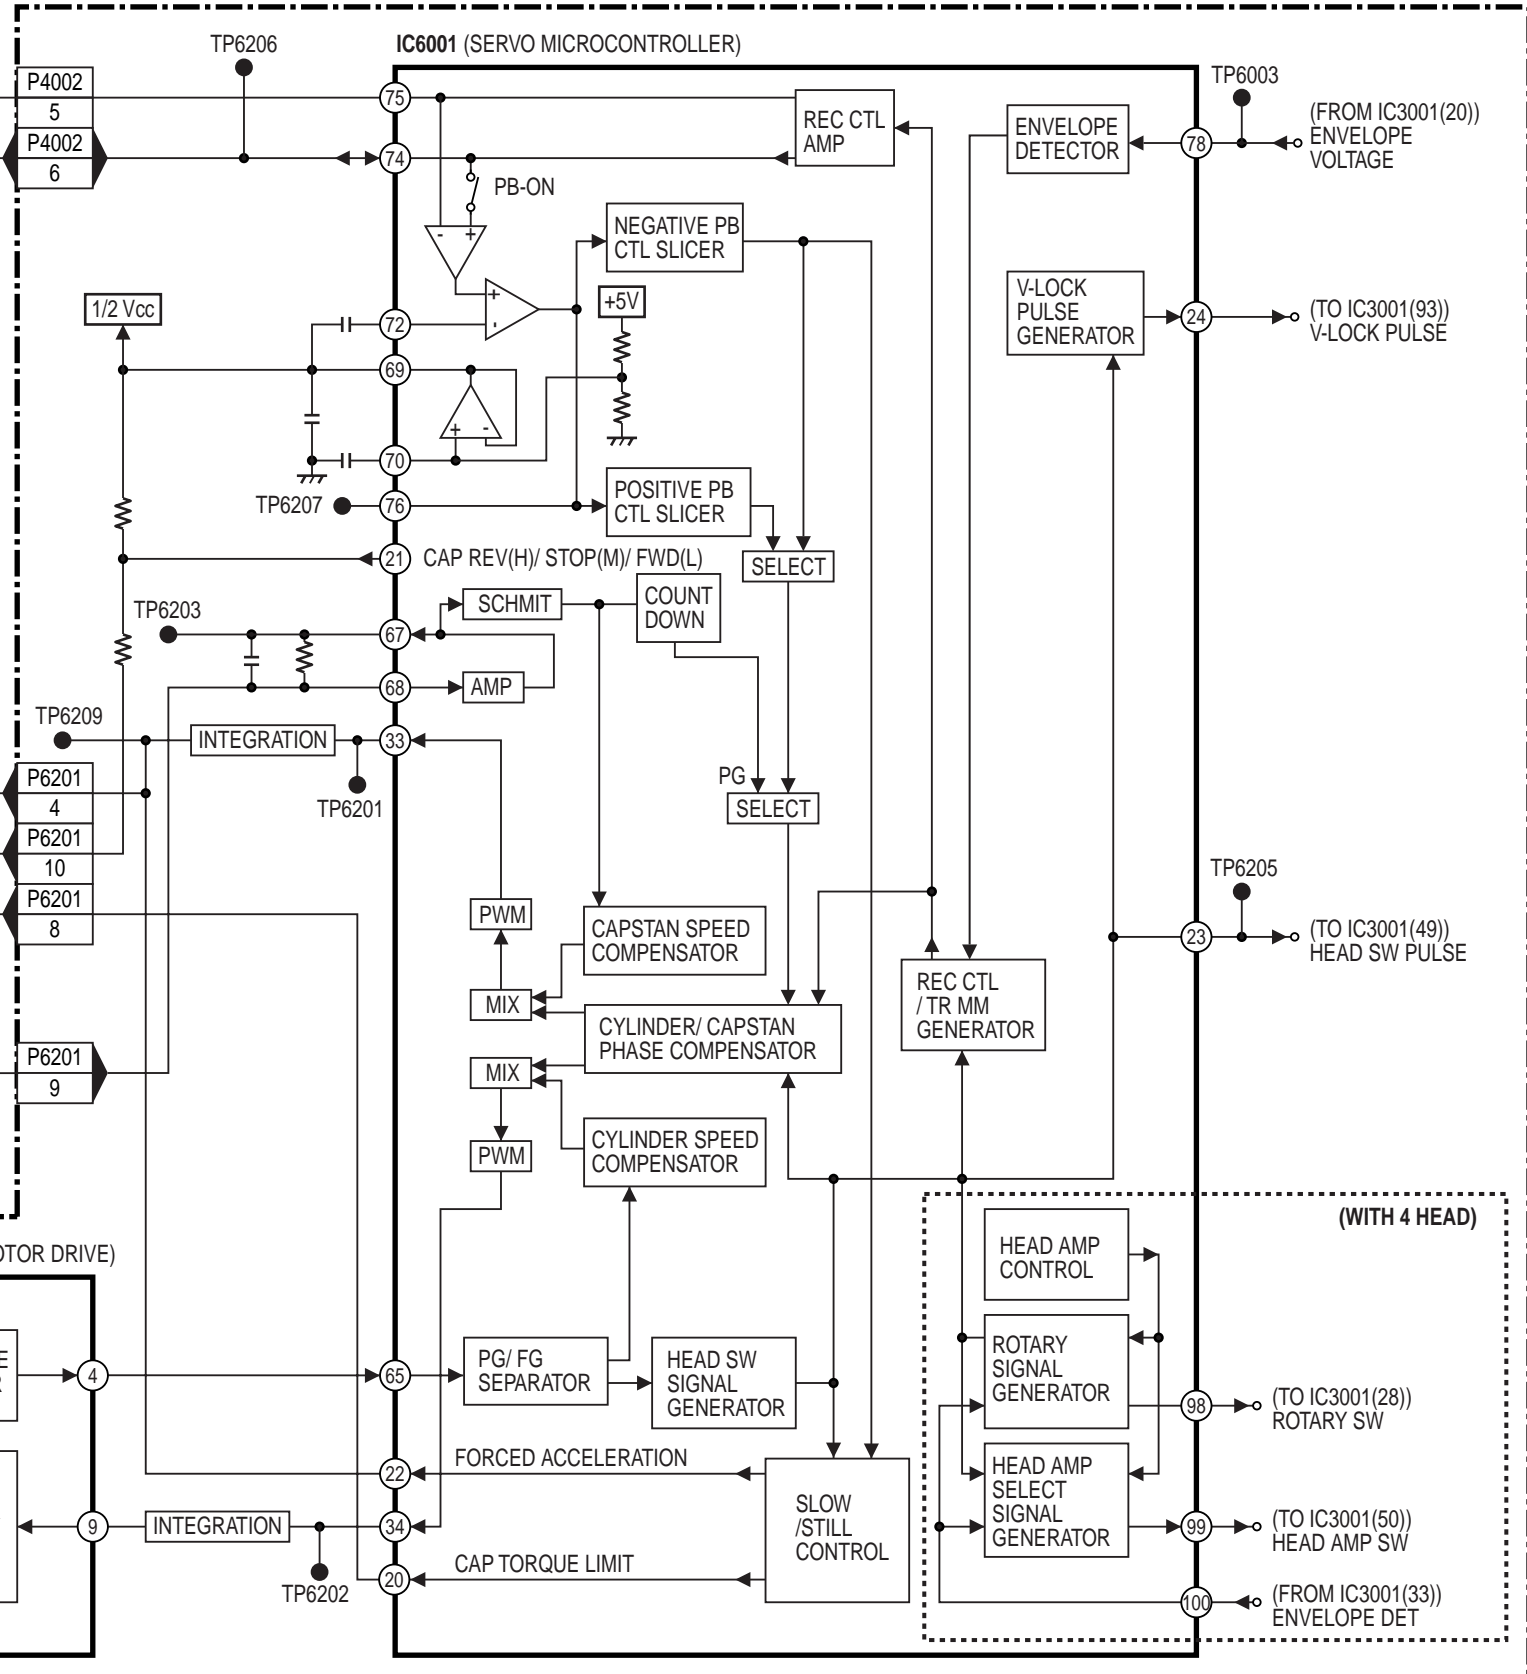 TP6206
IC6001 (SERVO MICROCONTROLLER)
TP6003
P4002
5
P4002
6
75
74
PB-ON
REC CTL
AMP
ENVELOPE
DETECTOR
78
(FROM IC3001(20))
ENVELOPE
VOLTAGE
-
+
NEGATIVE PB
CTL SLICER
+5V
1/2 Vcc
+
-
72
69
+
-
70
V-LOCK
PULSE
GENERATOR
24
(TO IC3001(93))
V-LOCK PULSE
TP6207
76
POSITIVE PB
CTL SLICER
21
CAP REV(H)/ STOP(M)/ FWD(L)
SELECT
TP6203
67
SCHMIT
COUNT
DOWN
68
AMP
TP6209
INTEGRATION
33
TP6201
PG
SELECT
P6201
4
P6201
10
P6201
8
P6201
9
TP6205
23
(TO IC3001(49))
HEAD SW PULSE
PWM
CAPSTAN SPEED
COMPENSATOR
MIX
CYLINDER/ CAPSTAN
PHASE COMPENSATOR
REC CTL
/ TR MM
GENERATOR
MIX
PWM
CYLINDER SPEED
COMPENSATOR
(WITH 4 HEAD)
HEAD AMP
CONTROL
OTOR DRIVE)
4
65
PG/ FG
SEPARATOR
HEAD SW
SIGNAL
GENERATOR
ROTARY
SIGNAL
GENERATOR
98
(TO IC3001(28))
ROTARY SW
22
FORCED ACCELERATION
SLOW
/STILL
CONTROL
HEAD AMP
SELECT
SIGNAL
GENERATOR
99
(TO IC3001(50))
HEAD AMP SW
9
INTEGRATION
34
TP6202
20
CAP TORQUE LIMIT
100
(FROM IC3001(33))
ENVELOPE DET